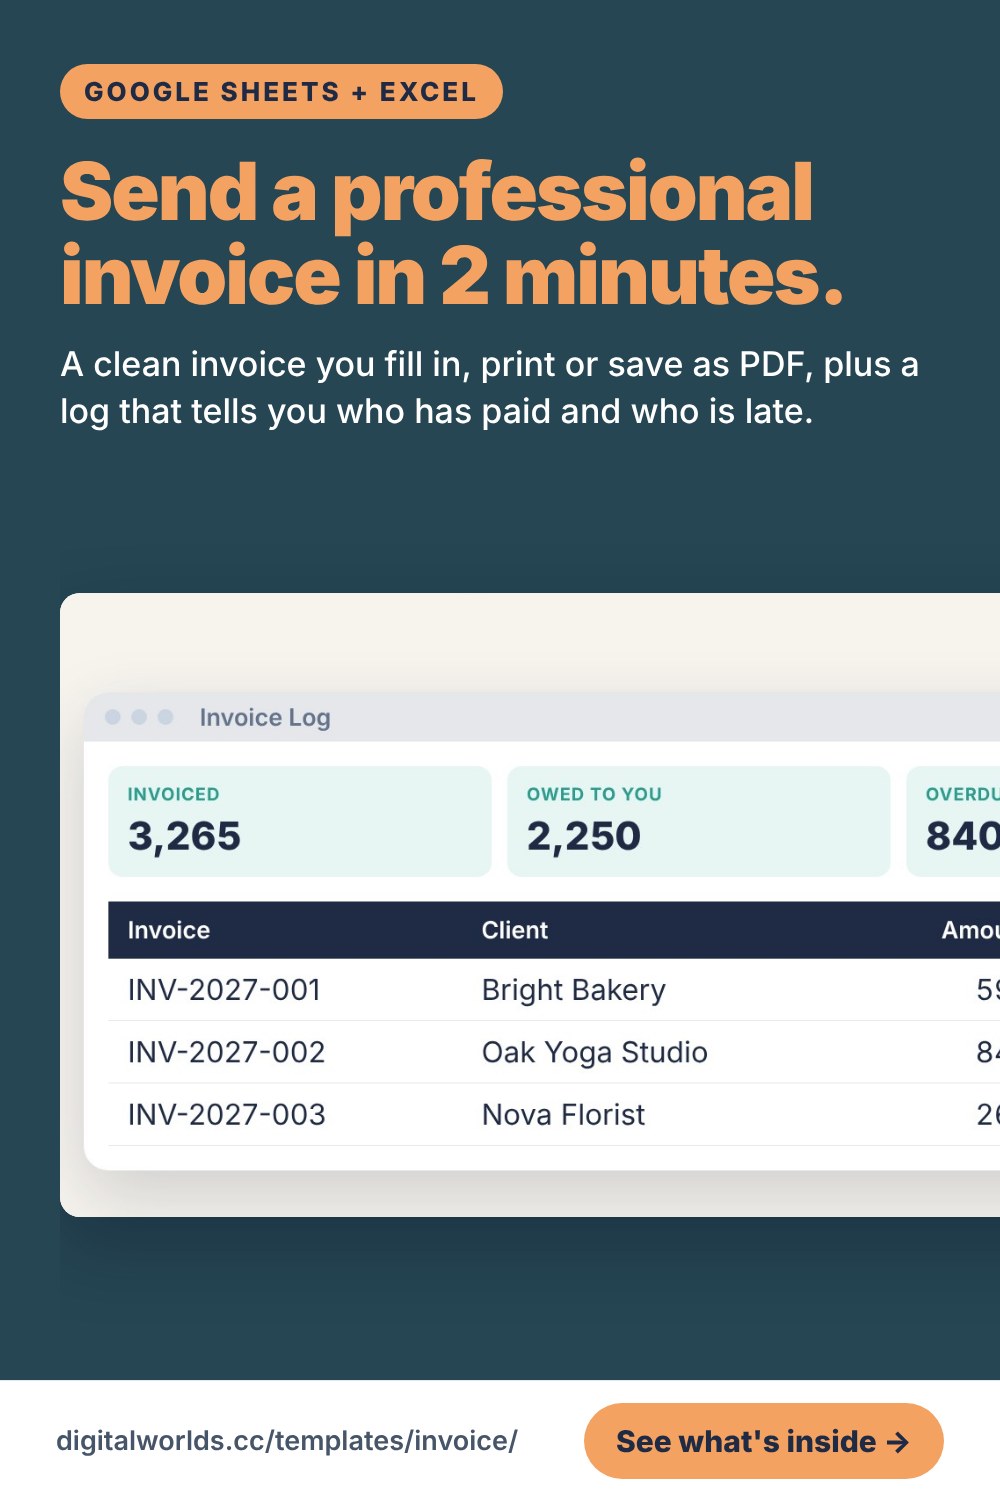 GOOGLE SHEETS + EXCEL
Send a professional
invoice in 2 minutes.
A clean invoice you fill in, print or save as PDF, plus a
log that tells you who has paid and who is late.
Invoice Log
INVOICED OWED TO YOU
3,265 2,250 840
Invoice Client
INV-2027-001 Bright Bakery
INV-2027-002 Oak Yoga Studio
INV-2027-003 Nova Florist
digitalworlds.cc/templates/invoice/ See what's inside →